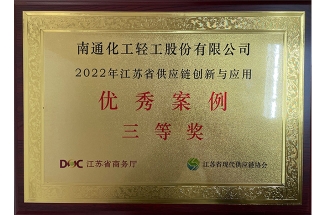 南通化工轻工股份有限公司
2022年江苏省供应链创新与应用
优秀案例
三等奖
DOC 江苏省商务厅 江苏省现代供应链协会